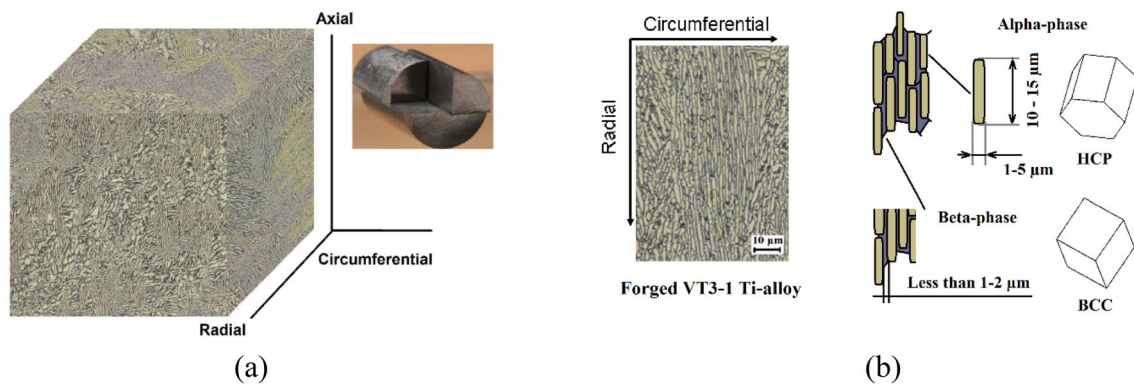 Axial
Circumferential
Radial
(a)
Circumferential
Radial
10 µm
Forged VT3-1 Ti-alloy
Alpha-phase
10 - 15 µm
1-5 µm
HCP
Beta-phase
Less than 1-2 µm
BCC
(b)